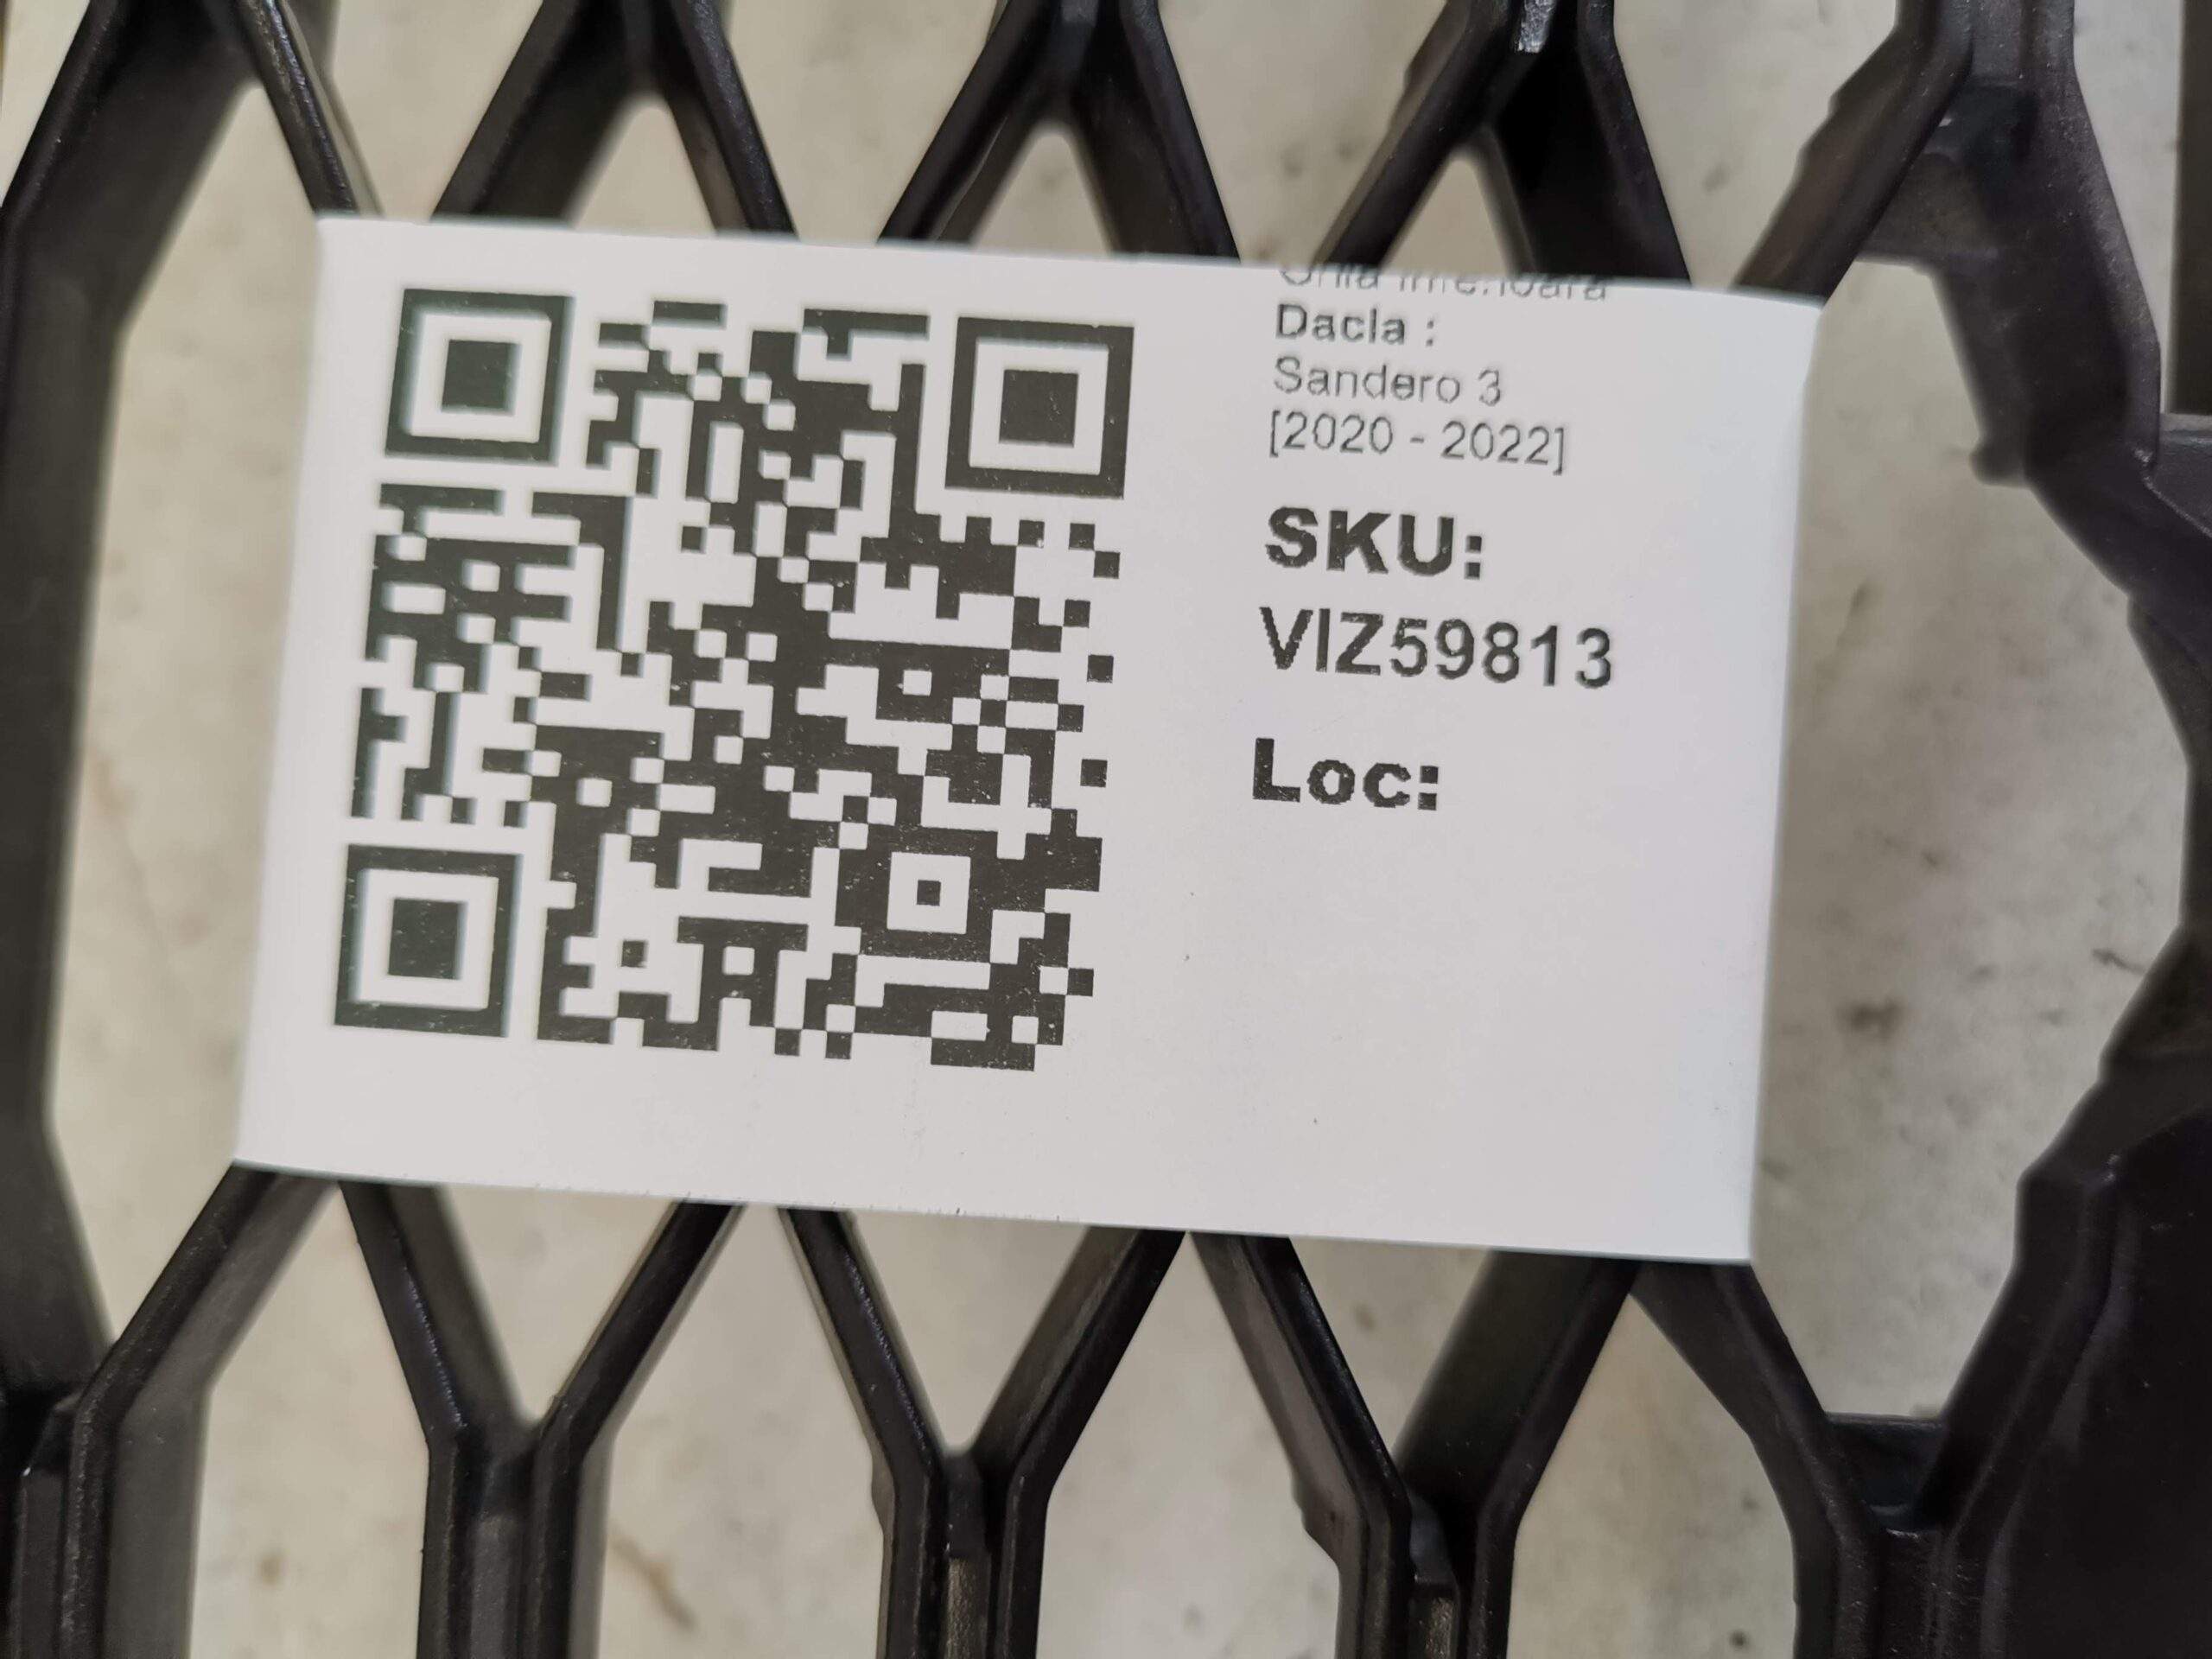 Dacia :
Sandero 3
[2020 - 2022]
SKU:
VIZ59813
Loc: